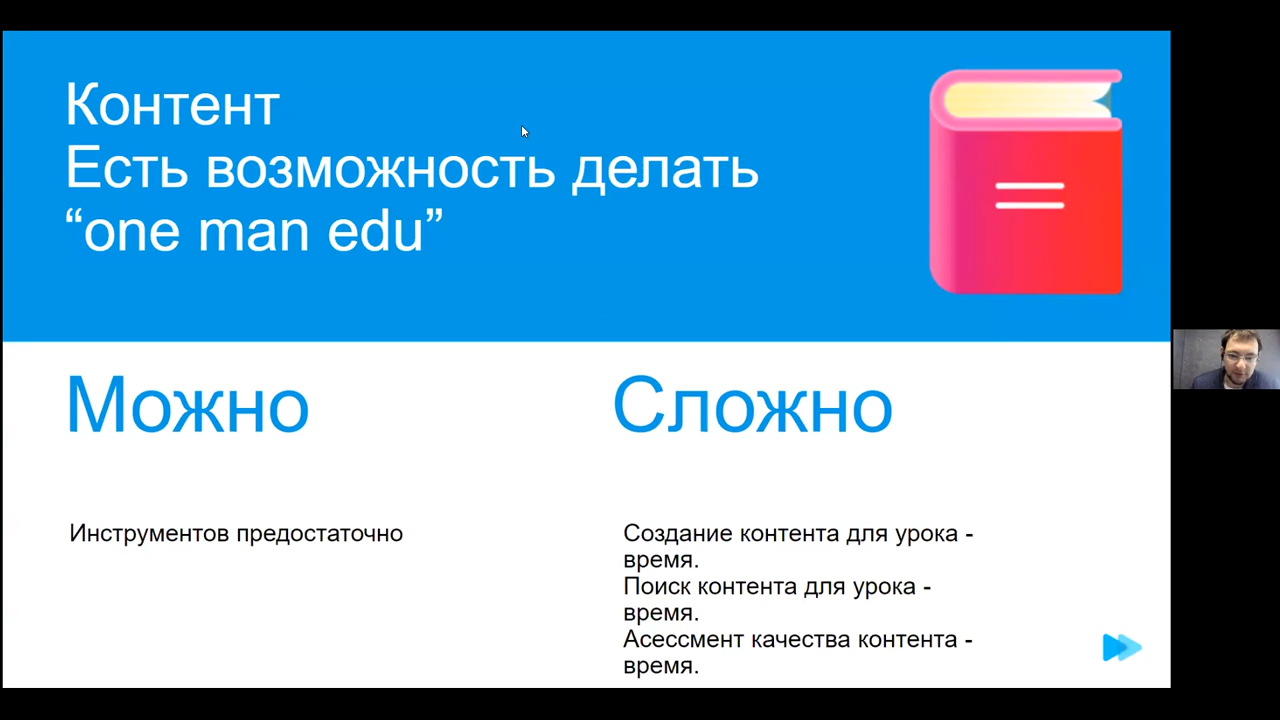 Контент
Есть возможность делать
“one man edu”
Можно
Сложно
Инструментов предостаточно
Создание контента для урока -
время.
Поиск контента для урока -
время.
Асессмент качества контента -
время.